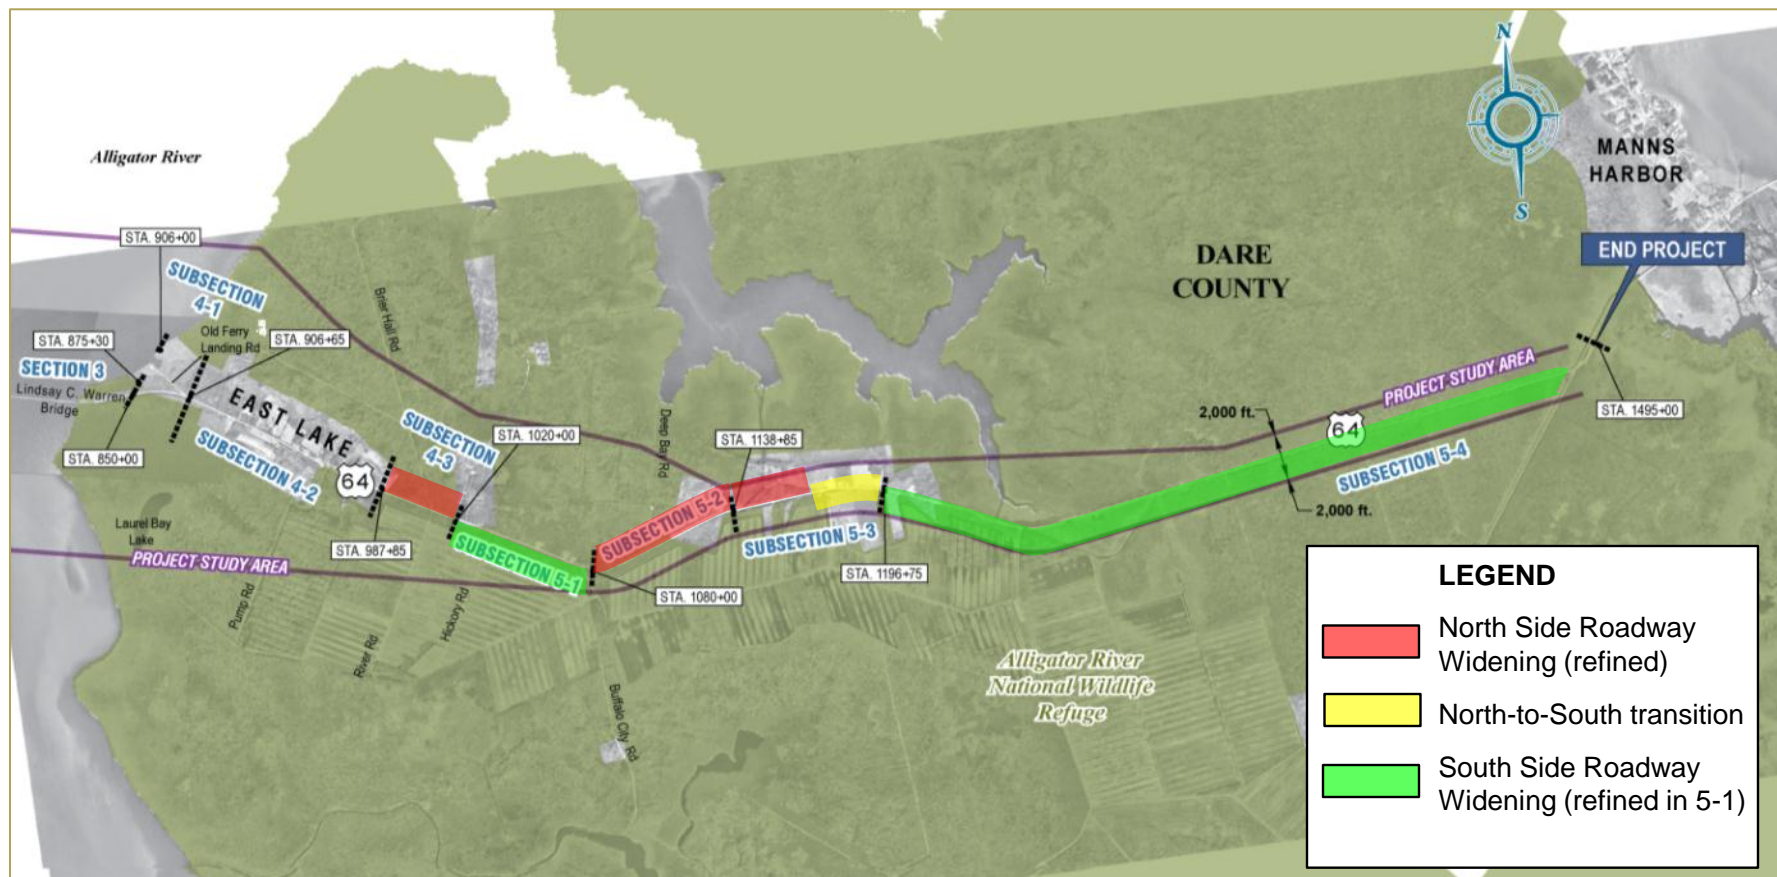 N
S
MANNS
HARBOR
Alligator River
STA. 906+00
DARE
COUNTY
END PROJECT
SUBSECTION
4-1
Brier Hall Rd
Old Ferry
Landing Rd
STA. 906+65
STA. 875+30
SECTION 3
Lindsay C. Warren
Bridge
EAST LAKE
PROJECT STUDY AREA
2,000 ft.
64
STA. 1495+00
SUBSECTION
4-3
STA. 1020+00
Deep Bay Rd
STA. 1138+85
STA. 850+00
SUBSECTION 4-2
64
SUBSECTION 5-4
2,000 ft.
Laurel Bay
Lake
SUBSECTION 5-2
SUBSECTION 5-3
STA. 987+85
SUBSECTION 5-1
PROJECT STUDY AREA
STA. 1196+75
STA. 1080+00
Pump Rd
River Rd
Hickory Rd
Buffalo City Rd
Alligator River
National Wildlife
Refuge
LEGEND
North Side Roadway
Widening (refined)
North-to-South transition
South Side Roadway
Widening (refined in 5-1)